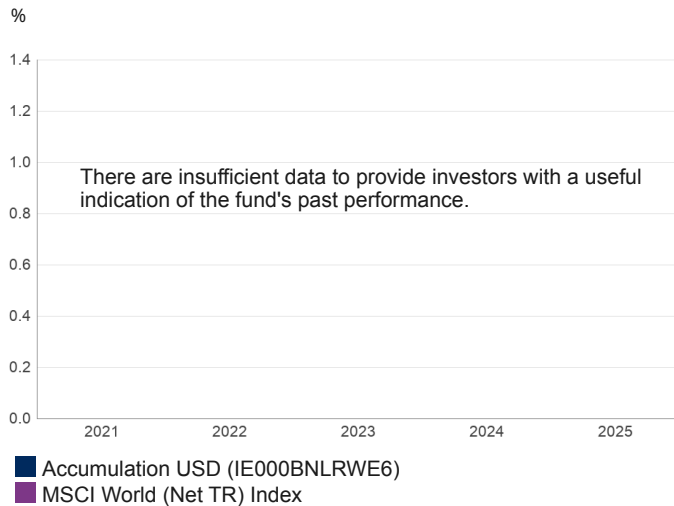 %
1.4
1.2
1.0
There are insufficient data to provide investors with a useful
indication of the fund's past performance.
0.8
0.6
0.4
0.2
0.0
2021 2022 2023 2024 2025
Accumulation USD (IE000BNLRWE6)
MSCI World (Net TR) Index